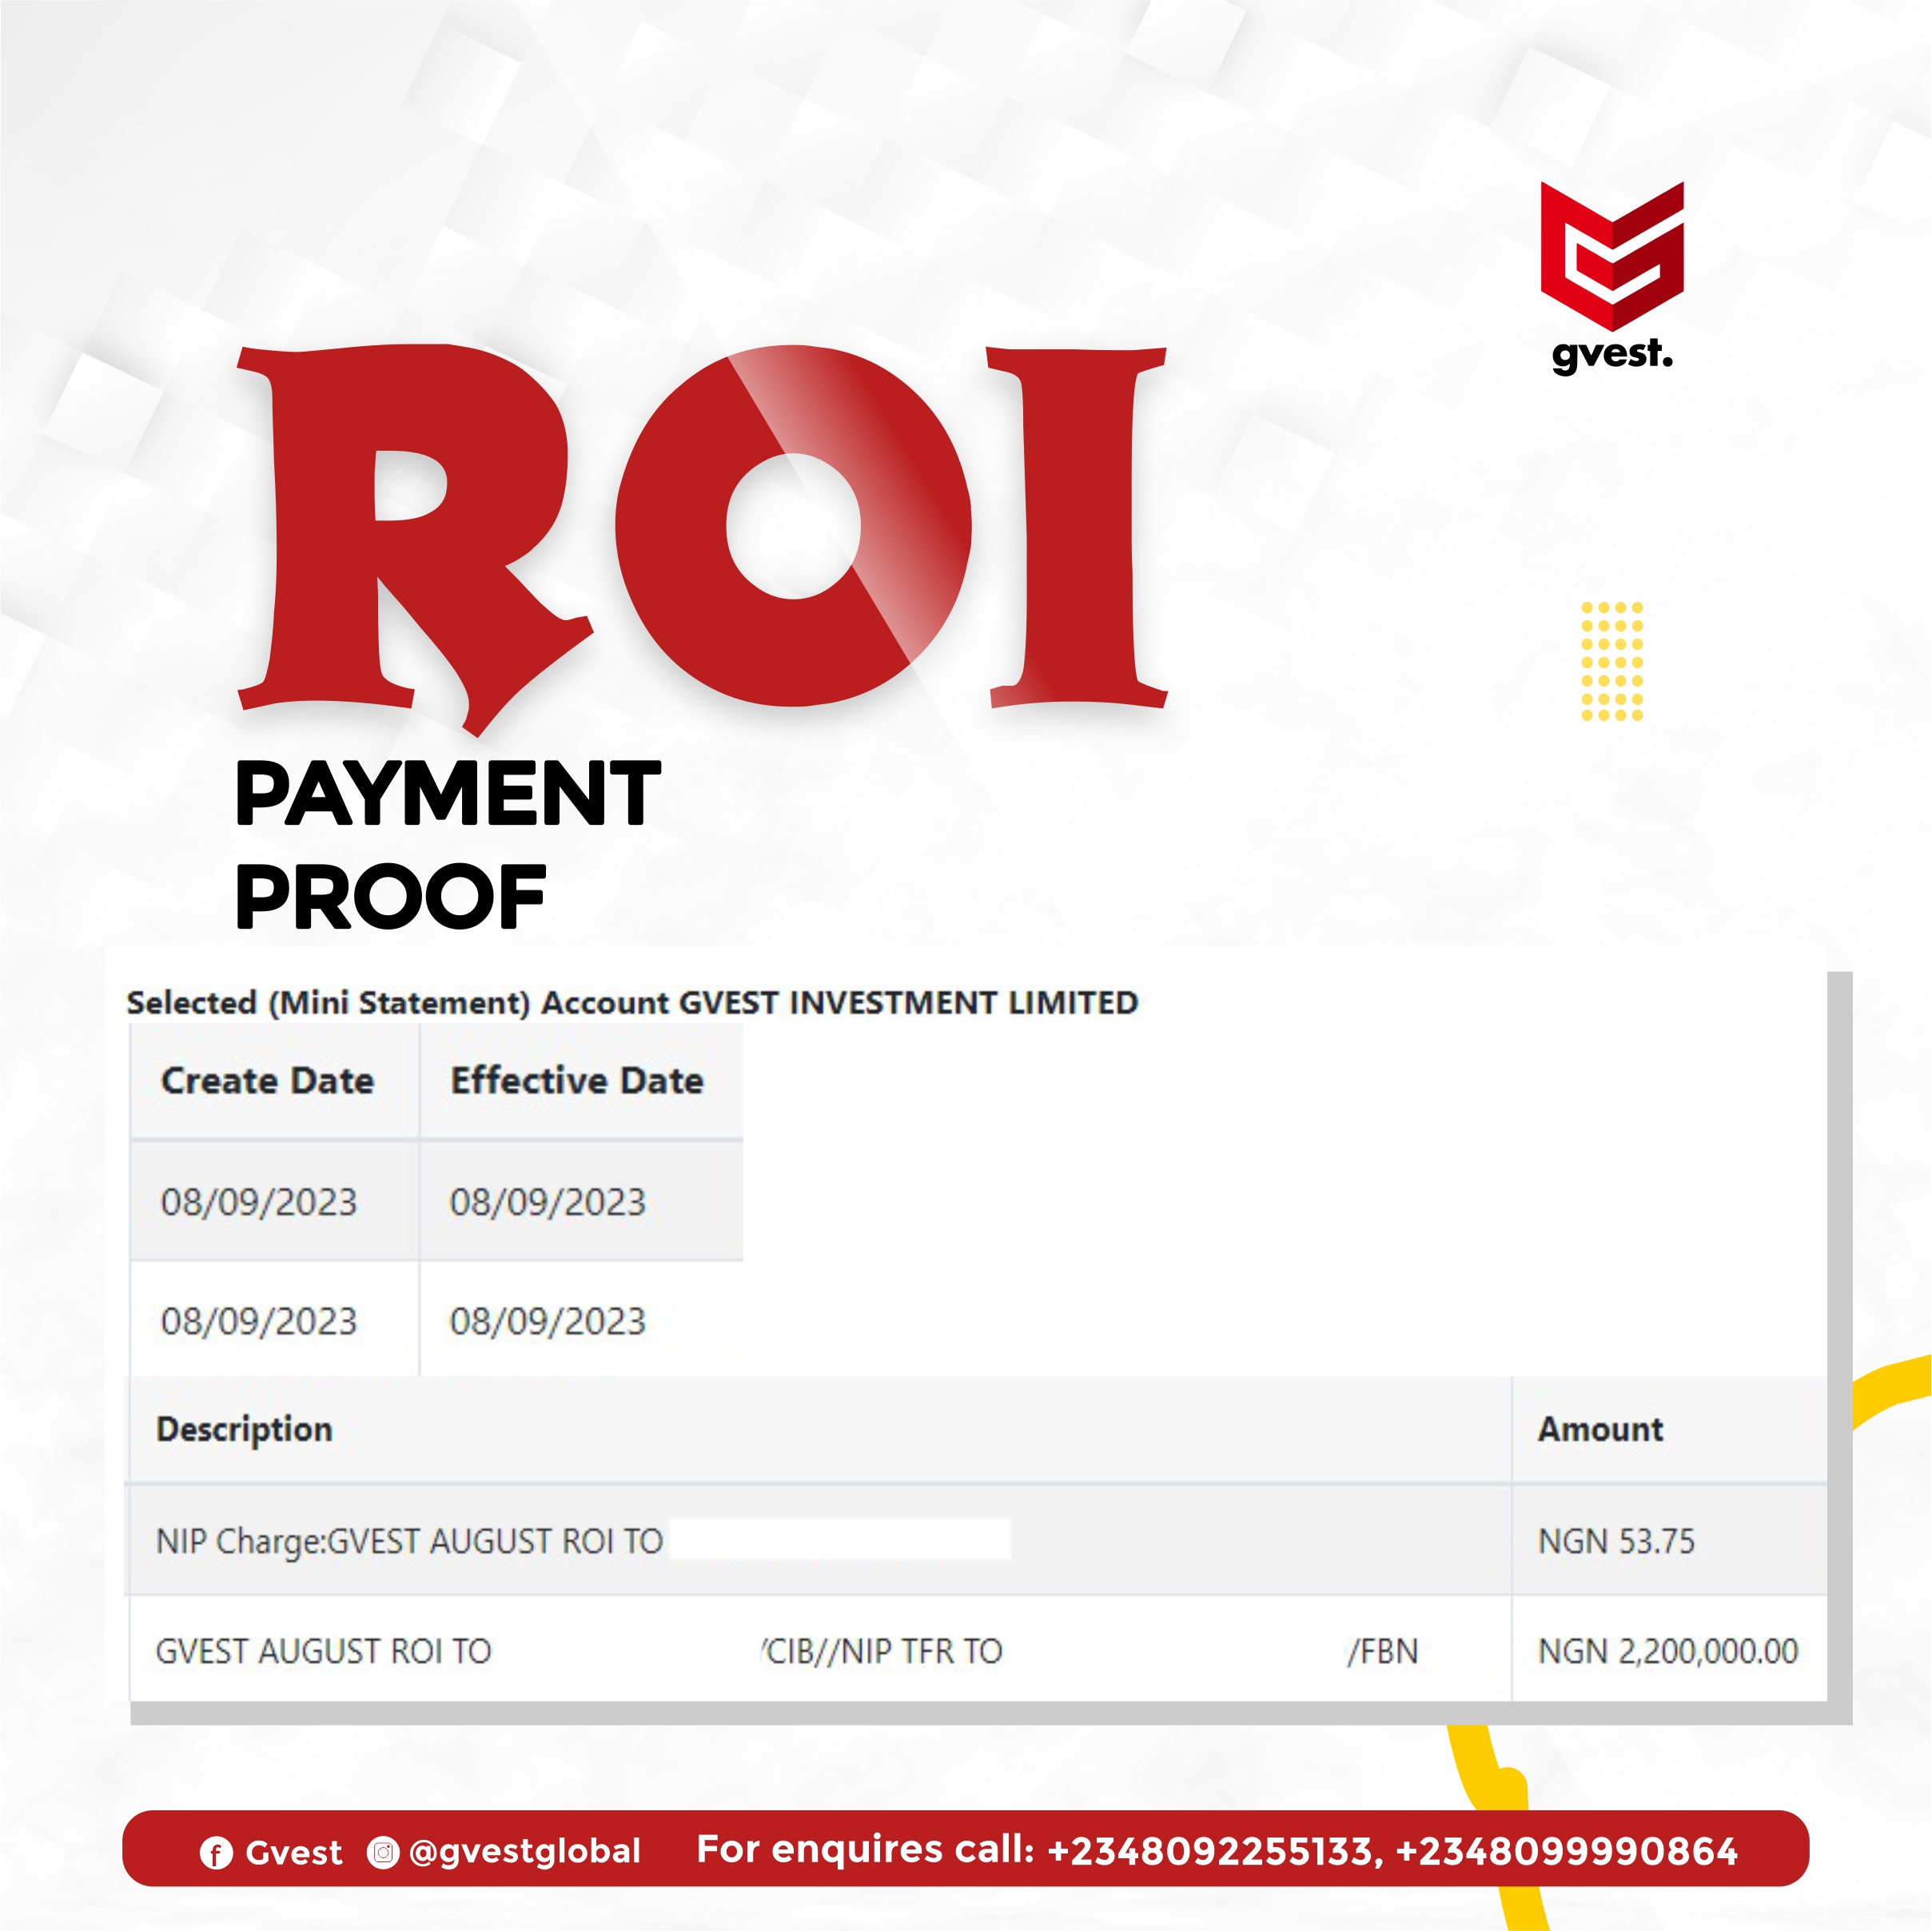 gvest.
ROI
PAYMENT
PROOF
Selected (Mini Statement) Account GVEST INVESTMENT LIMITED
Create Date Effective Date
08/09/2023 08/09/2023
08/09/2023 08/09/2023
Description Amount
NIP Charge:GVEST AUGUST ROI TO NGN 53.75
GVEST AUGUST ROI TO /CIB//NIP TFR TO /FBN NGN 2,200,000.00
Gvest @gvestglobal For enquires call: +2348092255133, +2348099990864